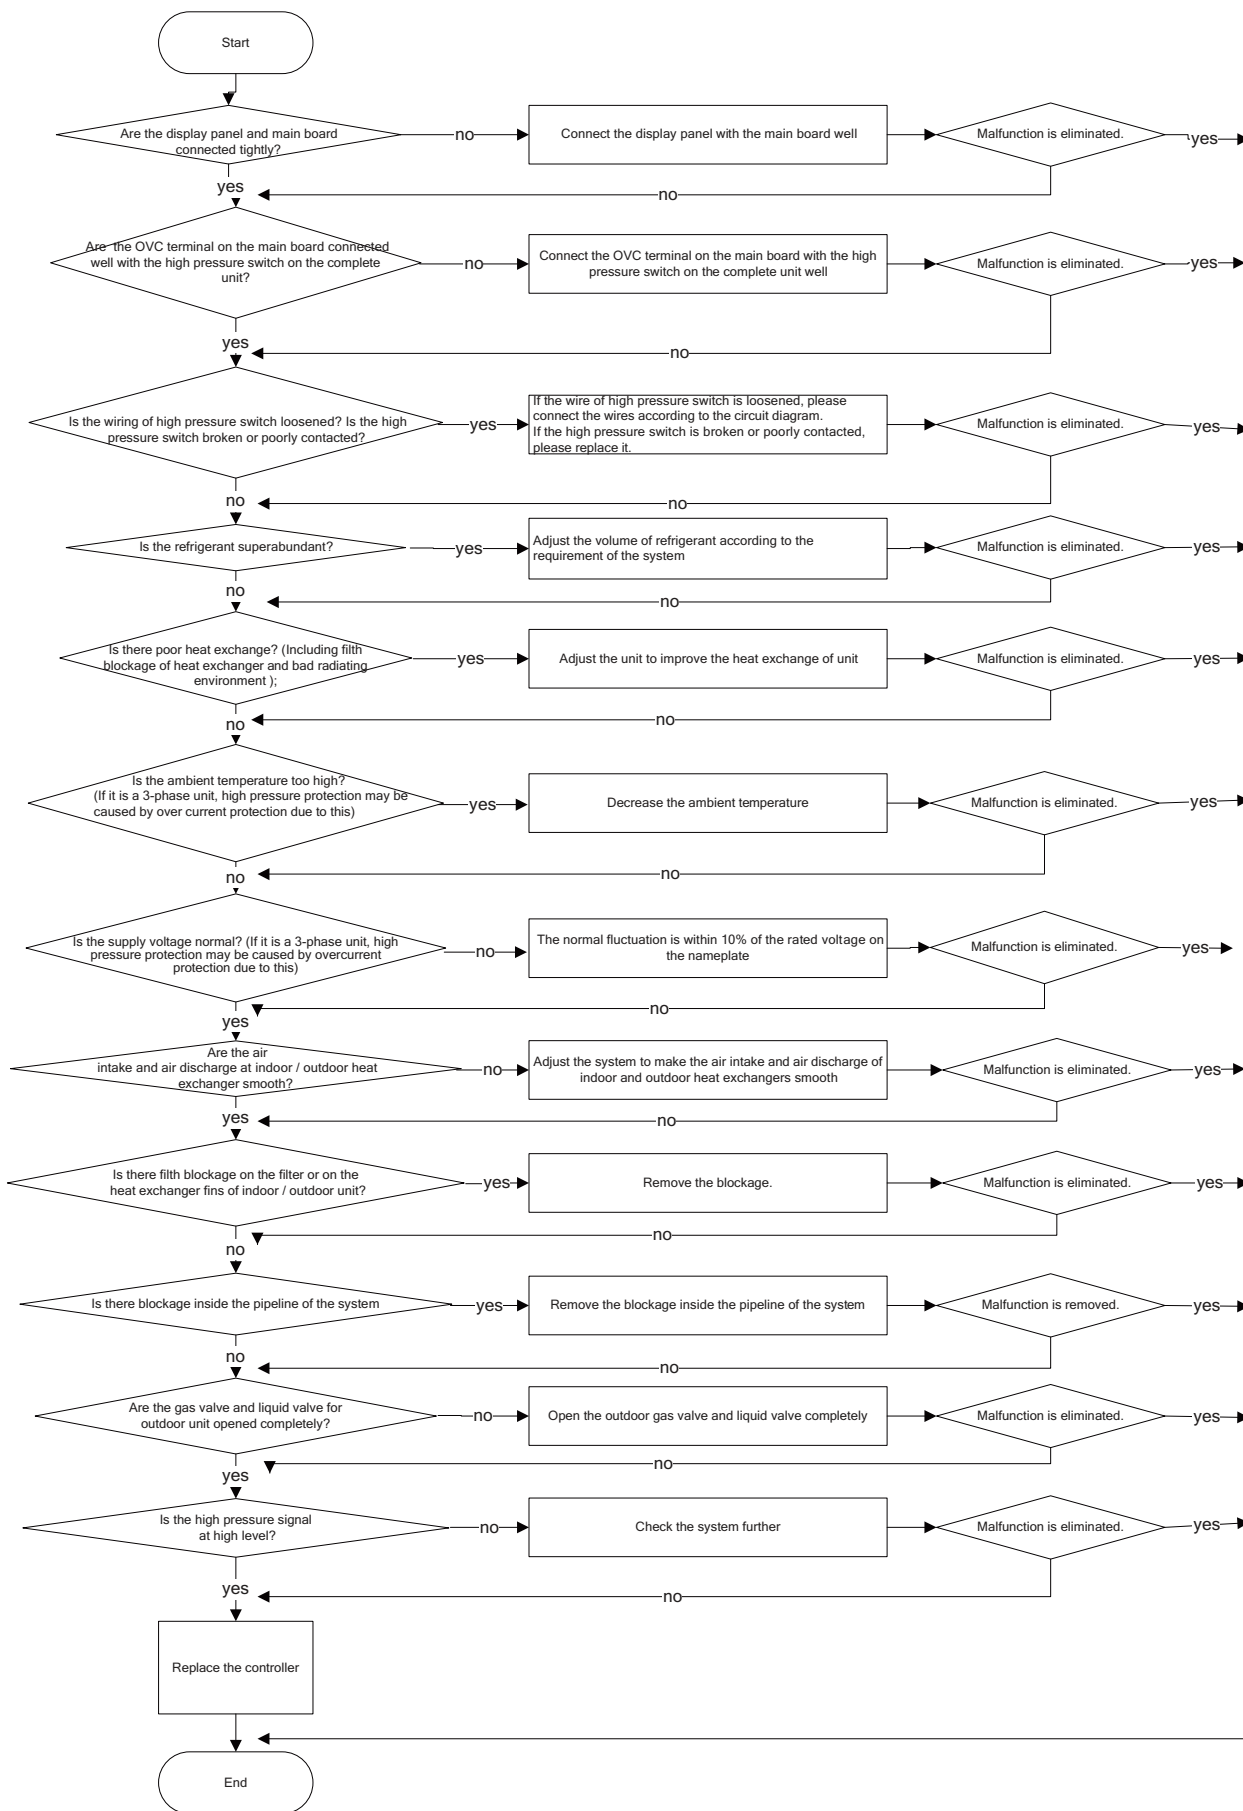 Start
Are the display panel and main board
connected tightly?
no
Connect the display panel with the main board well
Malfunction is eliminated.
yes
yes
no
Are  the OVC terminal on the main board connected
well with the high pressure switch on the complete
unit?
no
Connect the OVC terminal on the main board with the high
pressure switch on the complete unit well
Malfunction is eliminated.
yes
yes
no
Is the wiring of high pressure switch loosened? Is the high
pressure switch broken or poorly contacted?
yes
If the wire of high pressure switch is loosened, please
connect the wires according to the circuit diagram.
If the high pressure switch is broken or poorly contacted,
please replace it.
Malfunction is eliminated.
yes
no
no
Is the refrigerant superabundant?
yes
Adjust the volume of refrigerant according to the
requirement of the system
Malfunction is eliminated.
yes
no
no
Is there poor heat exchange? (Including filth
blockage of heat exchanger and bad radiating
environment );
yes
Adjust the unit to improve the heat exchange of unit
Malfunction is eliminated.
yes
no
no
Is the ambient temperature too high?
(If it is a 3-phase unit, high pressure protection may be
caused by over current protection due to this)
yes
Decrease the ambient temperature
Malfunction is eliminated.
yes
no
no
Is the supply voltage normal? (If it is a 3-phase unit, high
pressure protection may be caused by overcurrent
protection due to this)
no
The normal fluctuation is within 10% of the rated voltage on
the nameplate
Malfunction is eliminated.
yes
yes
no
Are the air
intake and air discharge at indoor / outdoor heat
exchanger smooth?
no
Adjust the system to make the air intake and air discharge of
indoor and outdoor heat exchangers smooth
Malfunction is eliminated.
yes
yes
no
Is there filth blockage on the filter or on the
heat exchanger fins of indoor / outdoor unit?
yes
Remove the blockage.
Malfunction is eliminated.
yes
no
no
Is there blockage inside the pipeline of the system
yes
Remove the blockage inside the pipeline of the system
Malfunction is removed.
yes
no
no
Are the gas valve and liquid valve for
outdoor unit opened completely?
no
Open the outdoor gas valve and liquid valve completely
Malfunction is eliminated.
yes
yes
no
Is the high pressure signal
at high level?
no
Check the system further
Malfunction is eliminated.
yes
yes
no
Replace the controller
End